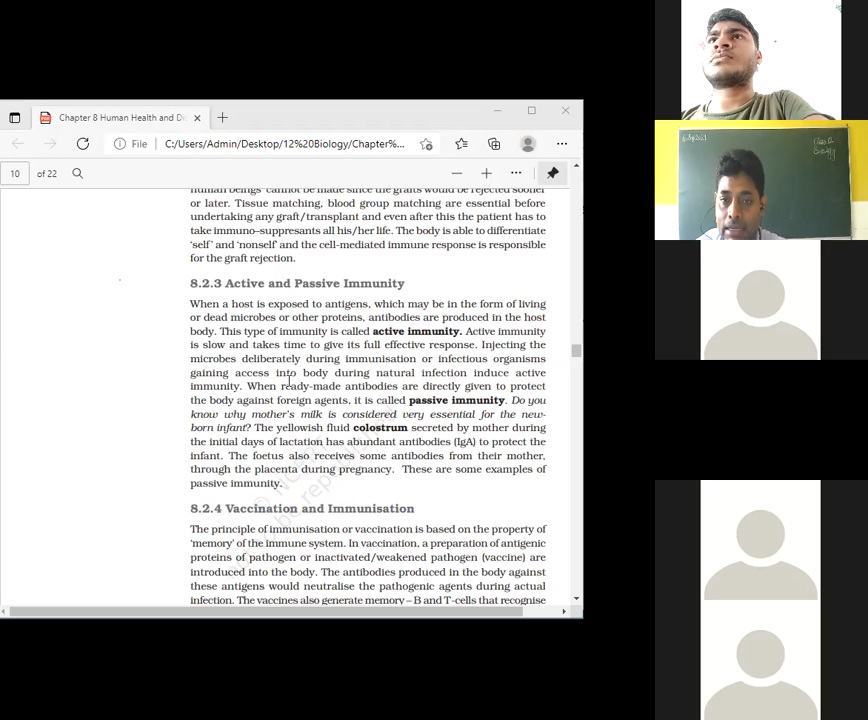 Chapter 8 Human Health and Di
File
C:/Users/Admin/Desktop/12%20Biology/Chapter%...
10 of 22
human beings cannot be made since the grafts would be rejected sooner
or later. Tissue matching, blood group matching are essential before
undertaking any graft/transplant and even after this the patient has to
take immuno–suppresants all his/her life. The body is able to differentiate
'self' and 'nonself' and the cell-mediated immune response is responsible
for the graft rejection.
8.2.3 Active and Passive Immunity
When a host is exposed to antigens, which may be in the form of living
or dead microbes or other proteins, antibodies are produced in the host
body. This type of immunity is called active immunity. Active immunity
is slow and takes time to give its full effective response. Injecting the
microbes deliberately during immunisation or infectious organisms
gaining access into body during natural infection induce active
immunity. When ready-made antibodies are directly given to protect
the body against foreign agents, it is called passive immunity. Do you
know why mother's milk is considered very essential for the new-
born infant? The yellowish fluid colostrum secreted by mother during
the initial days of lactation has abundant antibodies (IgA) to protect the
infant. The foetus also receives some antibodies from their mother,
through the placenta during pregnancy. These are some examples of
passive immunity.
8.2.4 Vaccination and Immunisation
The principle of immunisation or vaccination is based on the property of
'memory' of the immune system. In vaccination, a preparation of antigenic
proteins of pathogen or inactivated/weakened pathogen (vaccine) are
introduced into the body. The antibodies produced in the body against
these antigens would neutralise the pathogenic agents during actual
infection. The vaccines also generate memory – B and T-cells that recognise